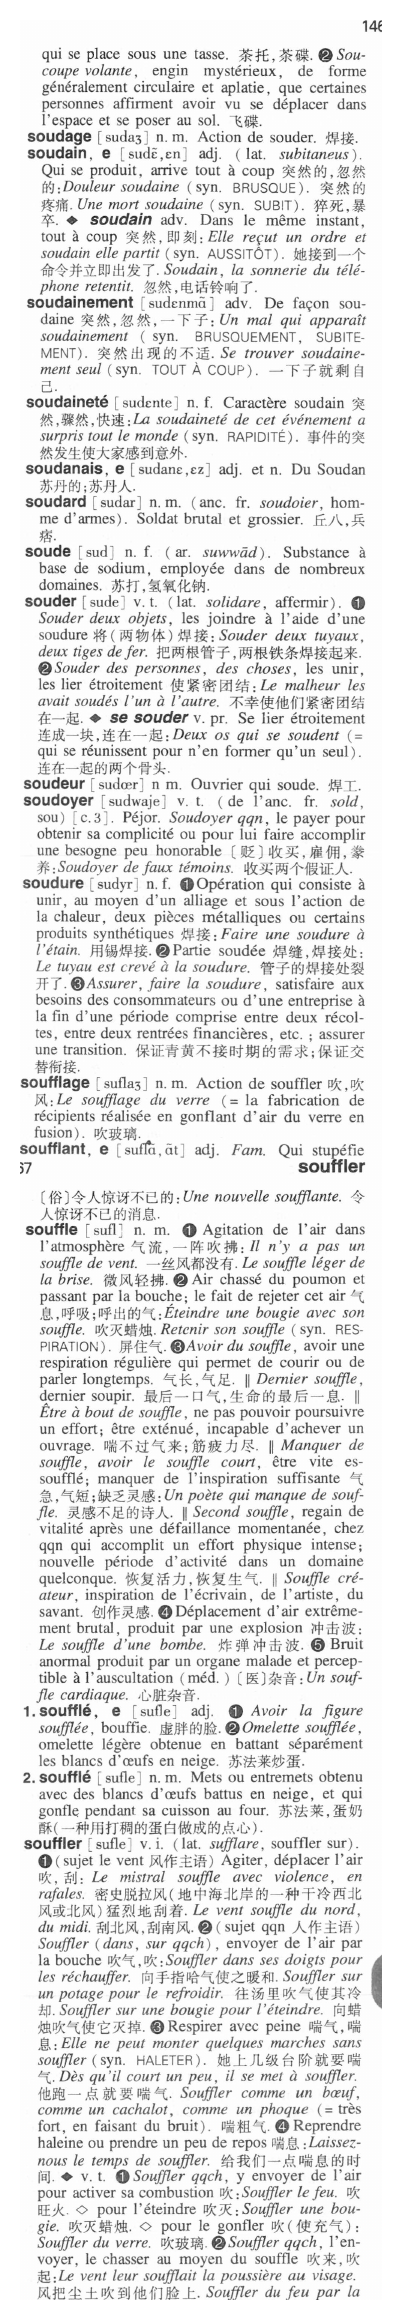 146
qui se place sous une tasse. 茶托,茶碟. ❷ Sou-
coupe volante, engin mystérieux, de forme
généralement circulaire et aplatie, que certaines
personnes affirment avoir vu se déplacer dans
l'espace et se poser au sol. 飞碟.
soudage [sudaʒ] n. m. Action de souder. 焊接.
soudain, e [sudɛ̃,ɛn] adj. (lat. subitaneus).
Qui se produit, arrive tout à coup 突然的,忽然
的:Douleur soudaine (syn. BRUSQUE). 突然的
疼痛. Une mort soudaine (syn. SUBIT). 猝死,暴
卒. ◆ soudain adv. Dans le même instant,
tout à coup 突然,即刻:Elle reçut un ordre et
soudain elle partit (syn. AUSSITÔT). 她接到一个
命令并立即出发了. Soudain, la sonnerie du télé-
phone retentit. 忽然,电话铃响了.
soudainement [sudɛnmɑ̃] adv. De façon sou-
daine 突然,忽然,一下子:Un mal qui apparaît
soudainement ( syn. BRUSQUEMENT, SUBITE-
MENT). 突然出现的不适. Se trouver soudaine-
ment seul (syn. TOUT À COUP). 一下子就剩自
己.
soudaineté [sudɛnte] n. f. Caractère soudain 突
然,骤然,快速:La soudaineté de cet événement a
surpris tout le monde (syn. RAPIDITÉ). 事件的突
然发生使大家感到意外.
soudanais, e [sudanɛ,ɛz] adj. et n. Du Soudan
苏丹的;苏丹人.
soudard [sudar] n. m. (anc. fr. soudoier, hom-
me d'armes). Soldat brutal et grossier. 丘八,兵
痞.
soude [sud] n. f. (ar. suwwād). Substance à
base de sodium, employée dans de nombreux
domaines. 苏打,氢氧化钠.
souder [sude] v. t. (lat. solidare, affermir). ❶
Souder deux objets, les joindre à l'aide d'une
soudure 将(两物体)焊接:Souder deux tuyaux,
deux tiges de fer. 把两根管子,两根铁条焊接起来.
❷ Souder des personnes, des choses, les unir,
les lier étroitement 使紧密团结:Le malheur les
avait soudés l'un à l'autre. 不幸使他们紧密团结
在一起. ◆ se souder v. pr. Se lier étroitement
连成一块,连在一起:Deux os qui se soudent (=
qui se réunissent pour n'en former qu'un seul).
连在一起的两个骨头.
soudeur [sudœr] n m. Ouvrier qui soude. 焊工.
soudoyer [sudwaje] v. t. (de l'anc. fr. sold,
sou) [c.3]. Péjor. Soudoyer qqn, le payer pour
obtenir sa complicité ou pour lui faire accomplir
une besogne peu honorable 〔贬〕收买,雇佣,豢
养:Soudoyer de faux témoins. 收买两个假证人.
soudure [sudyr] n. f. ❶ Opération qui consiste à
unir, au moyen d'un alliage et sous l'action de
la chaleur, deux pièces métalliques ou certains
produits synthétiques 焊接:Faire une soudure à
l'étain. 用锡焊接. ❷ Partie soudée 焊缝,焊接处:
Le tuyau est crevé à la soudure. 管子的焊接处裂
开了. ❸ Assurer, faire la soudure, satisfaire aux
besoins des consommateurs ou d'une entreprise à
la fin d'une période comprise entre deux récol-
tes, entre deux rentrées financières, etc. ; assurer
une transition. 保证青黄不接时期的需求;保证交
替衔接.
soufflage [suflaʒ] n. m. Action de souffler 吹,吹
风:Le soufflage du verre (= la fabrication de
récipients réalisée en gonflant d'air du verre en
fusion). 吹玻璃.
soufflant, e [suflɑ̃,ɑ̃t] adj. Fam. Qui stupéfie
67 souffler
〔俗〕令人惊讶不已的:Une nouvelle soufflante. 令
人惊讶不已的消息.
souffle [sufl] n. m. ❶ Agitation de l'air dans
l'atmosphère 气流,一阵吹拂:Il n'y a pas un
souffle de vent. 一丝风都没有. Le souffle léger de
la brise. 微风轻拂. ❷ Air chassé du poumon et
passant par la bouche; le fait de rejeter cet air 气
息,呼吸;呼出的气:Éteindre une bougie avec son
souffle. 吹灭蜡烛. Retenir son souffle (syn. RES-
PIRATION). 屏住气. ❸ Avoir du souffle, avoir une
respiration régulière qui permet de courir ou de
parler longtemps. 气长,气足. ‖ Dernier souffle,
dernier soupir. 最后一口气,生命的最后一息. ‖
Être à bout de souffle, ne pas pouvoir poursuivre
un effort; être exténué, incapable d'achever un
ouvrage. 喘不过气来;筋疲力尽. ‖ Manquer de
souffle, avoir le souffle court, être vite es-
soufflé; manquer de l'inspiration suffisante 气
急,气短;缺乏灵感:Un poète qui manque de souf-
fle. 灵感不足的诗人. ‖ Second souffle, regain de
vitalité après une défaillance momentanée, chez
qqn qui accomplit un effort physique intense;
nouvelle période d'activité dans un domaine
quelconque. 恢复活力,恢复生气. ‖ Souffle cré-
ateur, inspiration de l'écrivain, de l'artiste, du
savant. 创作灵感. ❹ Déplacement d'air extrême-
ment brutal, produit par une explosion 冲击波:
Le souffle d'une bombe. 炸弹冲击波. ❺ Bruit
anormal produit par un organe malade et percep-
tible à l'auscultation (méd.) 〔医〕杂音:Un souf-
fle cardiaque. 心脏杂音.
1. soufflé, e [sufle] adj. ❶ Avoir la figure
soufflée, bouffie. 虚胖的脸. ❷ Omelette soufflée,
omelette légère obtenue en battant séparément
les blancs d'œufs en neige. 苏法莱炒蛋.
2. soufflé [sufle] n. m. Mets ou entremets obtenu
avec des blancs d'œufs battus en neige, et qui
gonfle pendant sa cuisson au four. 苏法莱,蛋奶
酥(一种用打稠的蛋白做成的点心).
souffler [sufle] v. i. (lat. sufflare, souffler sur).
❶ (sujet le vent 风作主语) Agiter, déplacer l'air
吹,刮: Le mistral souffle avec violence, en
rafales. 密史脱拉风(地中海北岸的一种干冷西北
风或北风)猛烈地刮着. Le vent souffle du nord,
du midi. 刮北风,刮南风. ❷ (sujet qqn 人作主语)
Souffler (dans, sur qqch), envoyer de l'air par
la bouche 吹气,吹:Souffler dans ses doigts pour
les réchauffer. 向手指哈气使之暖和. Souffler sur
un potage pour le refroidir. 往汤里吹气使其冷
却. Souffler sur une bougie pour l'éteindre. 向蜡
烛吹气使它灭掉. ❸ Respirer avec peine 喘气,喘
息:Elle ne peut monter quelques marches sans
souffler (syn. HALETER). 她上几级台阶就要喘
气. Dès qu'il court un peu, il se met à souffler.
他跑一点就要喘气. Souffler comme un bœuf,
comme un cachalot, comme un phoque (= très
fort, en faisant du bruit). 喘粗气. ❹ Reprendre
haleine ou prendre un peu de repos 喘息:Laissez-
nous le temps de souffler. 给我们一点喘息的时
间. ◆ v. t. ❶ Souffler qqch, y envoyer de l'air
pour activer sa combustion 吹:Souffler le feu. 吹
旺火. ◇ pour l'éteindre 吹灭:Souffler une bou-
gie. 吹灭蜡烛. ◇ pour le gonfler 吹(使充气):
Souffler du verre. 吹玻璃. ❷ Souffler qqch, l'en-
voyer, le chasser au moyen du souffle 吹来,吹
起:Le vent leur soufflait la poussière au visage.
风把尘土吹到他们脸上. Souffler du feu par la